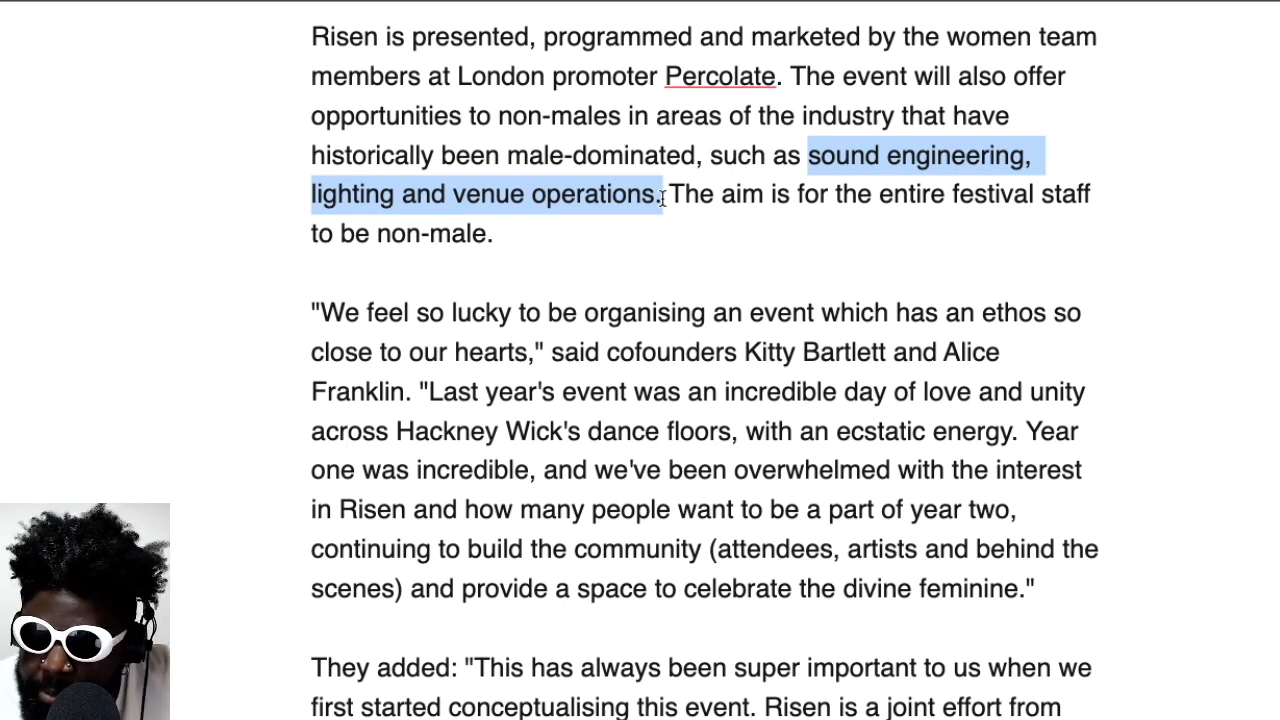 Risen is presented, programmed and marketed by the women team
members at London promoter Percolate. The event will also offer
opportunities to non-males in areas of the industry that have
historically been male-dominated, such as sound engineering,
lighting and venue operations. The aim is for the entire festival staff
to be non-male.
"We feel so lucky to be organising an event which has an ethos so
close to our hearts," said cofounders Kitty Bartlett and Alice
Franklin. "Last year's event was an incredible day of love and unity
across Hackney Wick's dance floors, with an ecstatic energy. Year
one was incredible, and we've been overwhelmed with the interest
in Risen and how many people want to be a part of year two,
continuing to build the community (attendees, artists and behind the
scenes) and provide a space to celebrate the divine feminine."
They added: "This has always been super important to us when we
first started conceptualising this event. Risen is a joint effort from